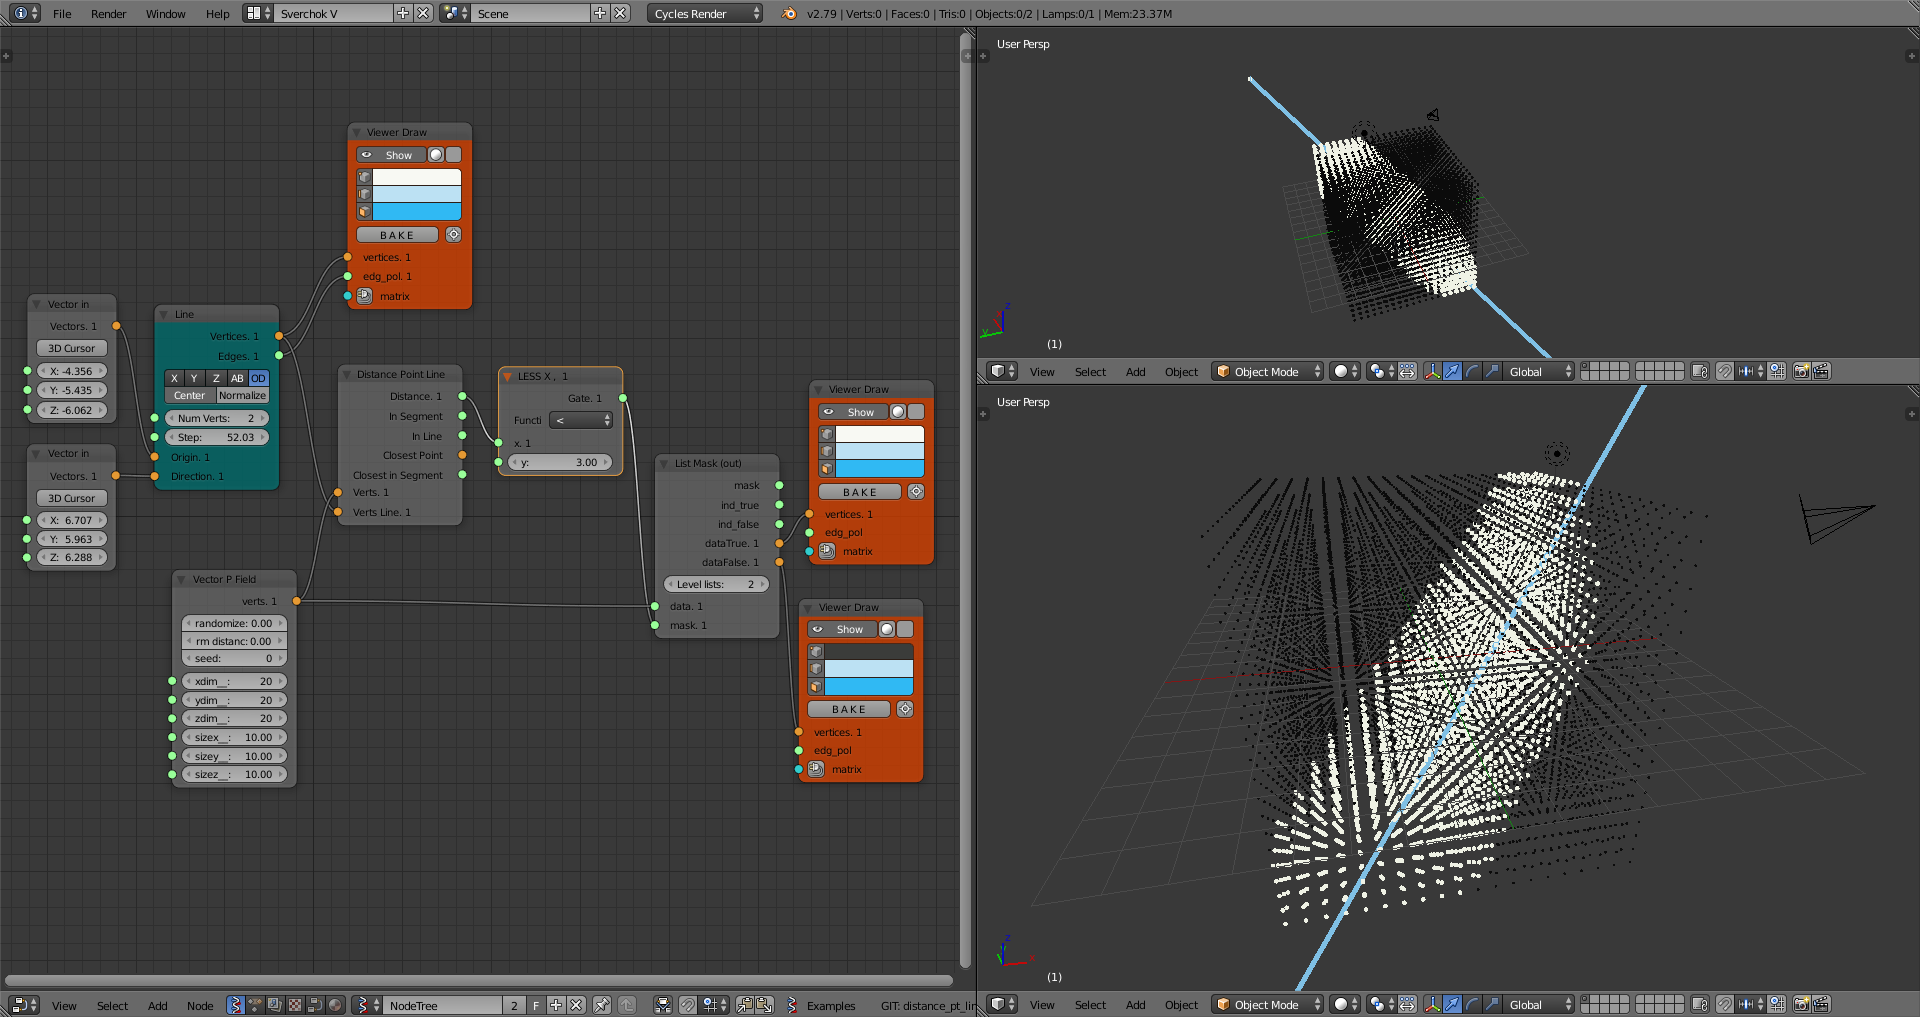 File Render Window Help Sverchok V Scene Cycles Render v2.79 | Verts:0 | Faces:0 | Tris:0 | Objects:0/2 | Lamps:0/1 | Mem:23.37M
Viewer Draw
Show
BAKE
vertices. 1
edg_pol. 1
matrix
Vector in
Vectors. 1
3D Cursor
X: -4.356
Y: -5.435
Z: -6.062
Vector in
Vectors. 1
3D Cursor
X: 6.707
Y: 5.963
Z: 6.288
Line
Vertices. 1
Edges. 1
X Y Z AB OD
Center Normalize
Num Verts: 2
Step: 52.03
Origin. 1
Direction. 1
Distance Point Line
Distance. 1
In Segment
In Line
Closest Point
Closest in Segment
Verts. 1
Verts Line. 1
LESS X , 1
Gate. 1
Functi <
x. 1
y: 3.00
Vector P Field
verts. 1
randomize: 0.00
rm distanc: 0.00
seed: 0
xdim__: 20
ydim__: 20
zdim__: 20
sizex__: 10.00
sizey__: 10.00
sizez__: 10.00
List Mask (out)
mask
ind_true
ind_false
dataTrue. 1
dataFalse. 1
Level lists: 2
data. 1
mask. 1
Viewer Draw
Show
BAKE
vertices. 1
edg_pol
matrix
Viewer Draw
Show
BAKE
vertices. 1
edg_pol
matrix
View Select Add Node NodeTree 2 F Examples GIT: distance_pt_lin
User Persp
z
y
(1)
View Select Add Object Object Mode Global
User Persp
z
x
(1)
View Select Add Object Object Mode Global